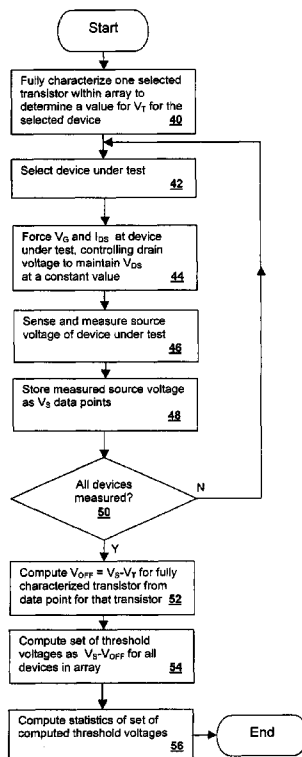 Start
Fully characterize one selected
transistor within array to
determine a value for VT for the
selected device
40
Select device under test
42
Force VG and IDS at device
under test, controlling drain
voltage to maintain VDS
at a constant value
44
Sense and measure source
voltage of device under test
46
Store measured source voltage
as VS data points
48
All devices
measured?
50
N
Y
Compute VOFF = VS-VT for fully
characterized transistor from
data point for that transistor 52
Compute set of threshold
voltages as VS-VOFF for all
devices in array
54
Compute statistics of set of
computed threshold voltages
56
End